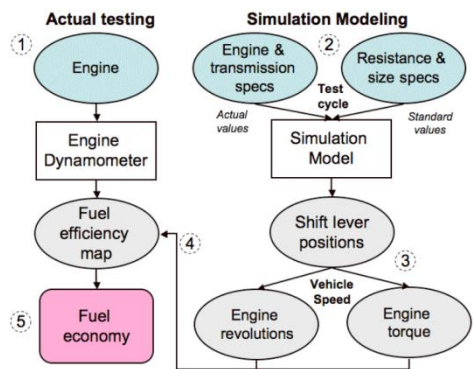 Actual testing
Simulation Modeling
1
Engine
2
Engine &
transmission
specs
Resistance &
size specs
Test
cycle
Actual
values
Standard
values
Engine
Dynamometer
Simulation
Model
Fuel
efficiency
map
4
Shift lever
positions
3
Vehicle
Speed
5
Fuel
economy
Engine
revolutions
Engine
torque